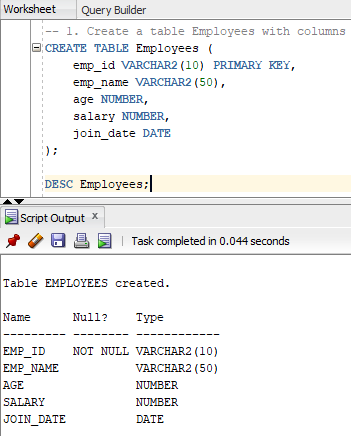 Worksheet Query Builder
-- 1. Create a table Employees with columns
CREATE TABLE Employees (
emp_id VARCHAR2(10) PRIMARY KEY,
emp_name VARCHAR2(50),
age NUMBER,
salary NUMBER,
join_date DATE
);
DESC Employees;
Script Output ×
Task completed in 0.044 seconds
Table EMPLOYEES created.
Name Null? Type
--------- -------- ------------
EMP_ID NOT NULL VARCHAR2(10)
EMP_NAME VARCHAR2(50)
AGE NUMBER
SALARY NUMBER
JOIN_DATE DATE